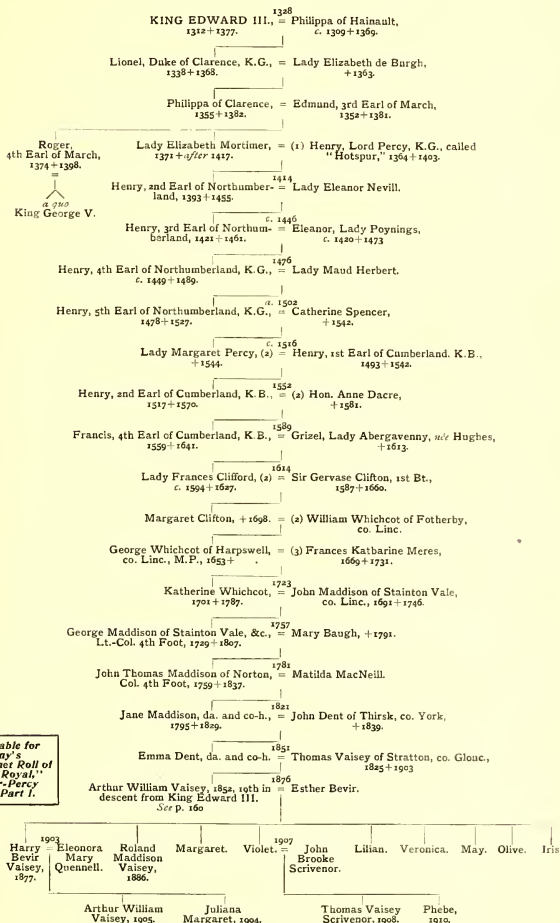 1328
KING EDWARD III., = Philippa of Hainault,
1312+1377. c. 1309+1369.
Lionel, Duke of Clarence, K.G., = Lady Elizabeth de Burgh,
1338+1368. +1363.
Philippa of Clarence, = Edmund, 3rd Earl of March,
1355+1382. 1352+1381.
Roger, Lady Elizabeth Mortimer, = (1) Henry, Lord Percy, K.G., called
4th Earl of March, 1371+after 1417. "Hotspur," 1364+1403.
1374+1398.
=
1414
Henry, 2nd Earl of Northumber- = Lady Eleanor Nevill.
land, 1393+1455.
a quo
King George V.
c. 1446
Henry, 3rd Earl of Northum- = Eleanor, Lady Poynings,
berland, 1421+1461. c. 1420+1473
1476
Henry, 4th Earl of Northumberland, K.G., = Lady Maud Herbert.
c. 1449+1489.
a. 1502
Henry, 5th Earl of Northumberland, K.G., = Catherine Spencer,
1478+1527. +1542.
c. 1516
Lady Margaret Percy, (2) = Henry, 1st Earl of Cumberland. K.B.,
+1544. 1493+1542.
1552
Henry, 2nd Earl of Cumberland, K.B., = (2) Hon. Anne Dacre,
1517+1570. +1581.
1589
Francis, 4th Earl of Cumberland, K.B., = Grizel, Lady Abergavenny, née Hughes,
1559+1641. +1613.
1614
Lady Frances Clifford, (2) = Sir Gervase Clifton, 1st Bt.,
c. 1594+1627. 1587+1660.
Margaret Clifton, +1698. = (2) William Whichcot of Fotherby,
co. Linc.
George Whichcot of Harpswell, = (3) Frances Katbarine Meres,
co. Linc., M.P., 1653+ . 1669+1731.
1723
Katherine Whichcot, = John Maddison of Stainton Vale,
1701+1787. co. Linc., 1691+1746.
1757
George Maddison of Stainton Vale, &c., = Mary Baugh, +1791.
Lt.-Col. 4th Foot, 1729+1807.
1781
John Thomas Maddison of Norton, = Matilda MacNeill.
Col. 4th Foot, 1759+1837.
1821
Jane Maddison, da. and co-h., = John Dent of Thirsk, co. York,
1795+1829. +1839.
1851
Emma Dent, da. and co-h. = Thomas Vaisey of Stratton, co. Glouc.,
1825+1903
able for
ny's
net Roll of
Royal,"
r-Percy
Part I.
1876
Arthur William Vaisey, 1852, 19th in = Esther Bevir.
descent from King Edward III.
See p. 160
1903 1907
Harry = Eleonora Roland Margaret. Violet. = John Lilian. Veronica. May. Olive. Iris
Bevir Mary Maddison Brooke
Vaisey, Quennell. Vaisey, Scrivenor.
1877. 1886.
Arthur William Juliana Thomas Vaisey Phebe,
Vaisey, 1905. Margaret, 1904. Scrivenor, 1908. 1910.